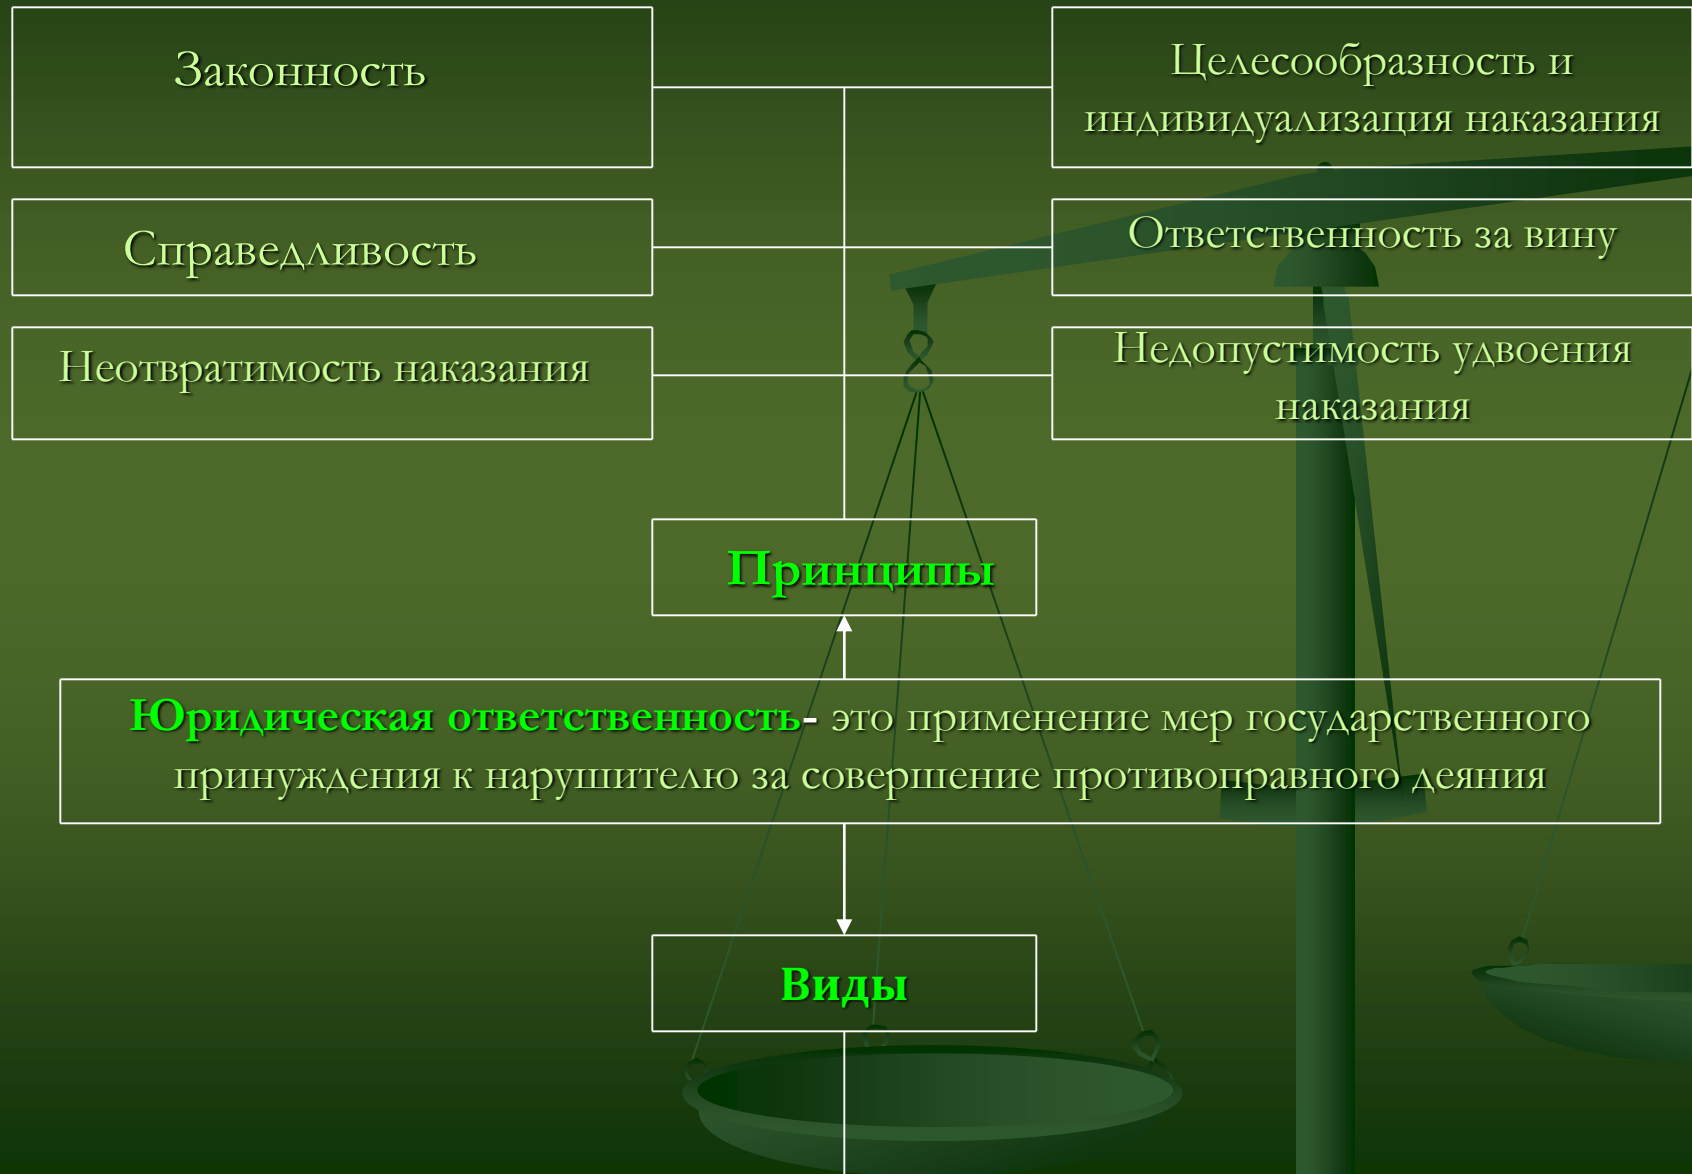 Законность
Целесообразность и
индивидуализация наказания
Справедливость
Ответственность за вину
Неотвратимость наказания
Недопустимость удвоения
наказания
Принципы
Юридическая ответственность- это применение мер государственного
принуждения к нарушителю за совершение противоправного деяния
Виды